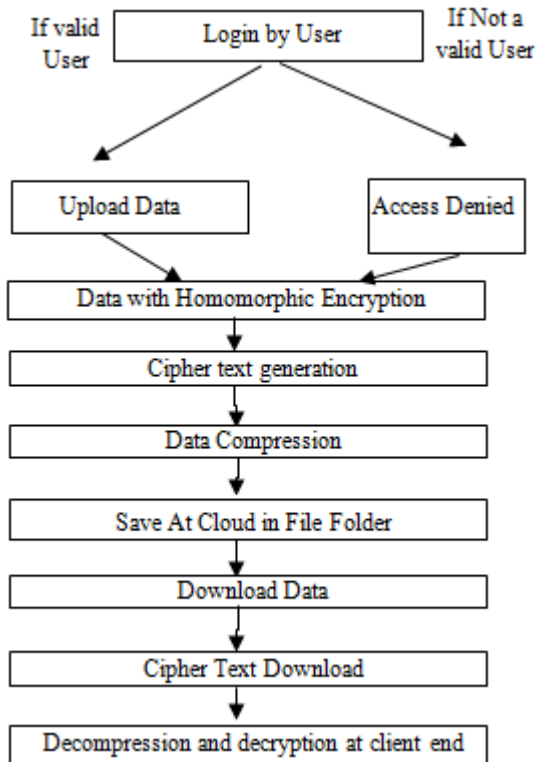 If valid
User
Login by User
If Not a
valid User
Upload Data
Access Denied
Data with Homomorphic Encryption
Cipher text generation
Data Compression
Save At Cloud in File Folder
Download Data
Cipher Text Download
Decompression and decryption at client end